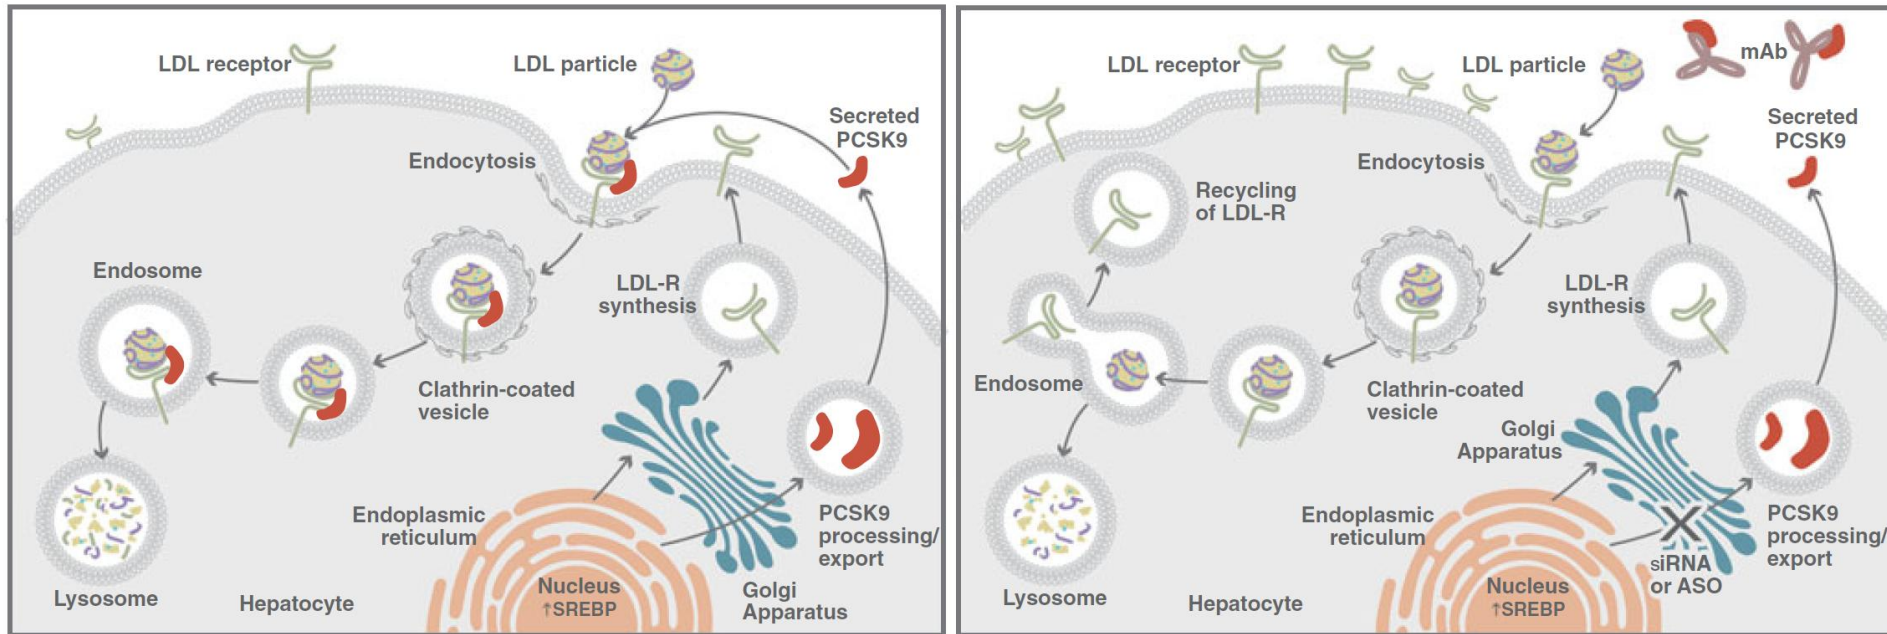 LDL receptor
LDL particle
Secreted
PCSK9
Endocytosis
Endosome
LDL-R
synthesis
Clathrin-coated
vesicle
Endoplasmic
reticulum
PCSK9
processing/
export
Nucleus
↑SREBP
Golgi
Apparatus
Lysosome
Hepatocyte
LDL receptor
LDL particle
mAb
Secreted
PCSK9
Endocytosis
Recycling
of LDL-R
LDL-R
synthesis
Endosome
Clathrin-coated
vesicle
Golgi
Apparatus
Endoplasmic
reticulum
PCSK9
processing/
export
siRNA
or ASO
Nucleus
↑SREBP
Lysosome
Hepatocyte